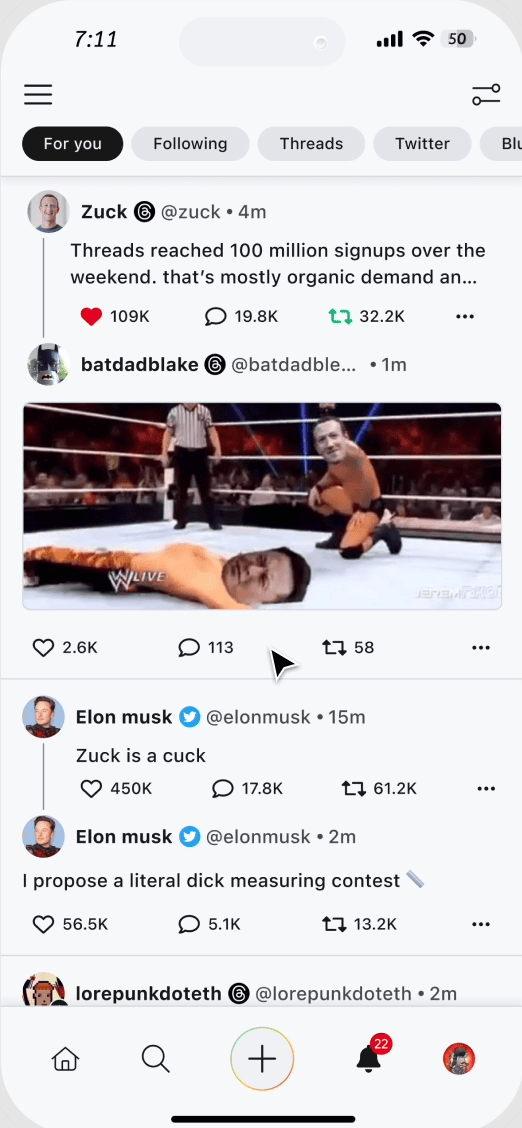 7:11
50
For you
Following
Threads
Twitter
Blu
Zuck @zuck • 4m
Threads reached 100 million signups over the
weekend. that’s mostly organic demand an...
109K
19.8K
32.2K
batdadblake @batdadble... • 1m
W LIVE
2.6K
113
58
Elon musk @elonmusk • 15m
Zuck is a cuck
450K
17.8K
61.2K
Elon musk @elonmusk • 2m
I propose a literal dick measuring contest 📏
56.5K
5.1K
13.2K
lorepunkdoteth @lorepunkdoteth • 2m
22